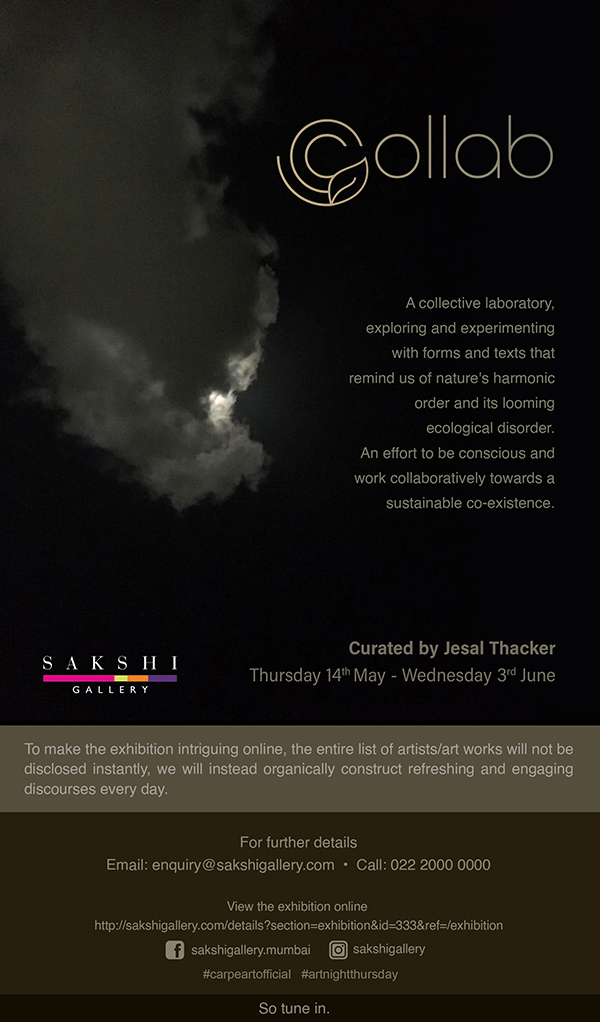 Collab
A collective laboratory,
exploring and experimenting
with forms and texts that
remind us of nature's harmonic
order and its looming
ecological disorder.
An effort to be conscious and
work collaboratively towards a
sustainable co-existence.
Curated by Jesal Thacker
Thursday 14th May - Wednesday 3rd June
SAKSHI
GALLERY
To make the exhibition intriguing online, the entire list of artists/art works will not be
disclosed instantly, we will instead organically construct refreshing and engaging
discourses every day.
For further details
Email: enquiry@sakshigallery.com • Call: 022 2000 0000
View the exhibition online
http://sakshigallery.com/details?section=exhibition&id=333&ref=/exhibition
sakshigallery.mumbai sakshigallery
#carpeartofficial #artnightthursday
So tune in.